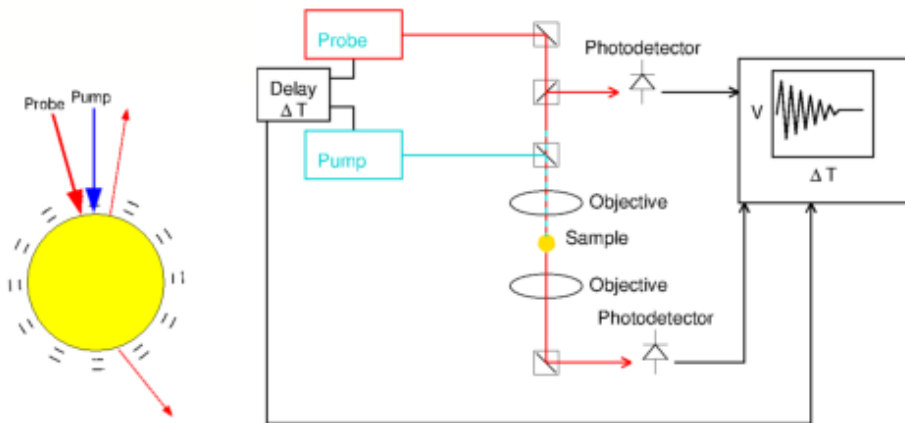 Probe
Pump
Probe
Delay
Δ T
Pump
Photodetector
V
Δ T
Objective
Sample
Objective
Photodetector